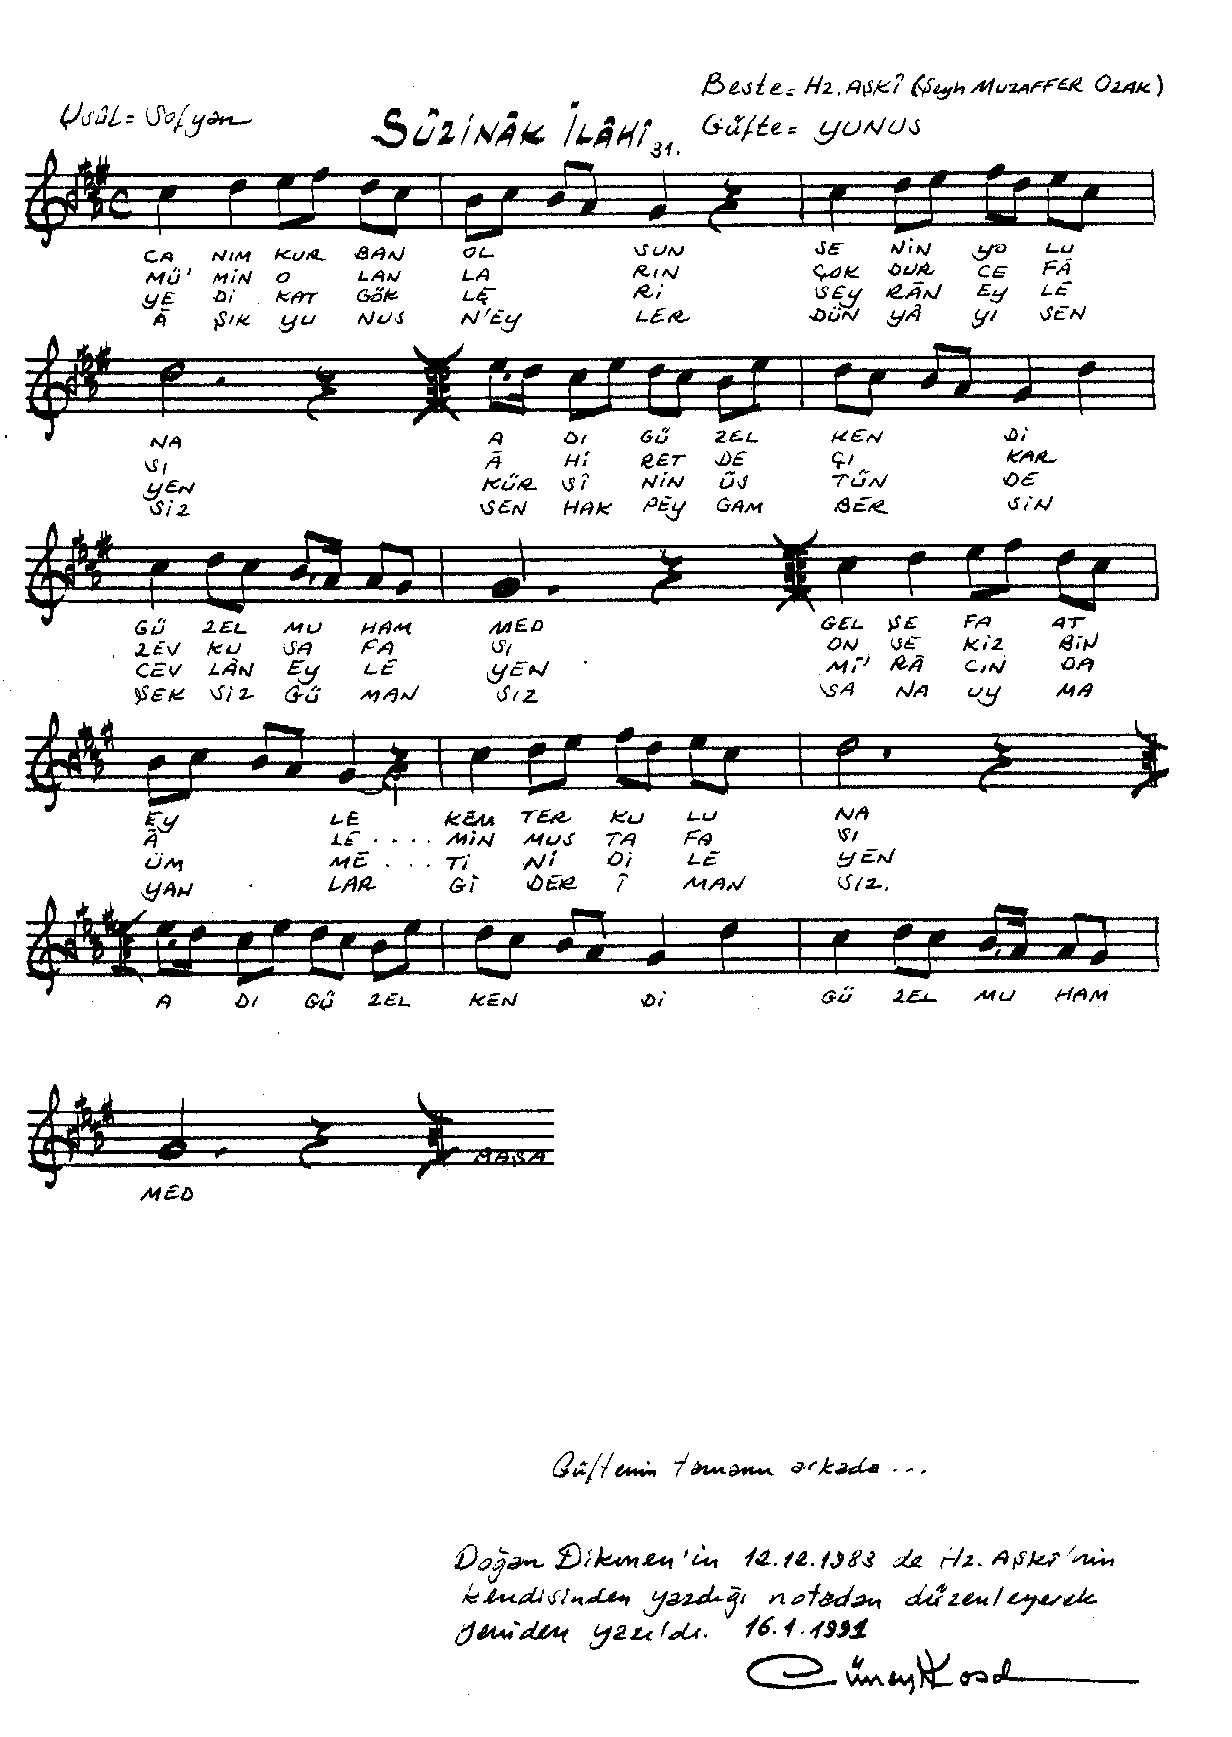 Beste= Hz. AŞKÎ (Şeyh MUZAFFER OZAK)
Usûl= Sofyan
SÛZİNÂK İLÂHÎ 31.
Gûfte= YUNUS
CA NIM KUR BAN OL SUN SE NİN YO LU
MÜ' MİN O LAN LA RIN ÇOK DUR CE FÂ
YE Dİ KAT GÖK LE Rİ SEY RÂN EY LE
Â ŞIK YU NUS N'EY LER DÜN YÂ YI SEN
NA A DI GÜ ZEL KEN Dİ
SI Â Hİ RET DE ÇI KAR
YEN KÜR SÎ NİN ÜS TÜN DE
SİZ SEN HAK PEY GAM BER SİN
GÜ ZEL MU HAM MED GEL ŞE FA AT
ZEV KU SA FA SI ON SE KİZ BİN
CEV LÂN EY LE YEN MÎ' RÂ CIN DA
ŞEK SİZ GÜ MAN SIZ SA NA UY MA
EY LE KEM TER KU LU NA
Â LE .... MİN MUS TA FA SI
ÜM ME ... Tİ Nİ Dİ LE YEN
YAN LAR Gİ DER Î MAN SIZ.
A DI GÜ ZEL KEN Dİ GÜ ZEL MU HAM
BAŞA
MED
Gûftenin tamamı arkada ...
Doğan Dikmen'in 12.12.1983 de Hz. AŞKÎ'nin
kendisinden yazdığı notadan düzenleyerek
yeniden yazıldı. 16.1.1991